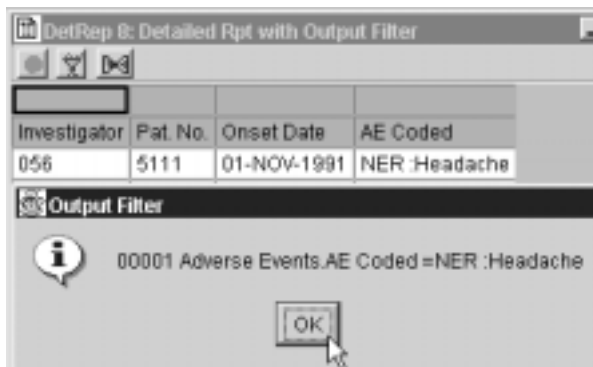 DetRep 8: Detailed Rpt with Output Filter
Investigator Pat. No. Onset Date AE Coded
056 5111 01-NOV-1991 NER :Headache
Output Filter
00001 Adverse Events.AE Coded =NER :Headache
OK